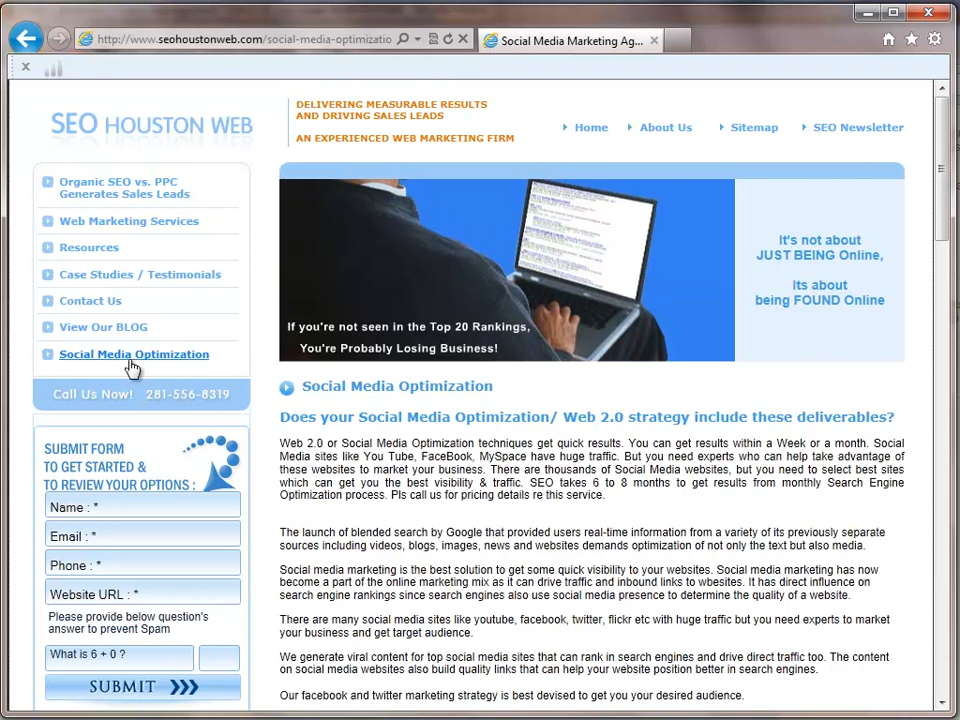 http://www.seohoustonweb.com/social-media-optimizatio
Social Media Marketing Ag...
SEO HOUSTON WEB
DELIVERING MEASURABLE RESULTS
AND DRIVING SALES LEADS
AN EXPERIENCED WEB MARKETING FIRM
Home
About Us
Sitemap
SEO Newsletter
Organic SEO vs. PPC
Generates Sales Leads
Web Marketing Services
Resources
Case Studies / Testimonials
Contact Us
View Our BLOG
Social Media Optimization
Call Us Now! 281-556-8319
SUBMIT FORM
TO GET STARTED &
TO REVIEW YOUR OPTIONS :
Name : *
Email : *
Phone : *
Website URL : *
Please provide below question's
answer to prevent Spam
What is 6 + 0 ?
SUBMIT
If you're not seen in the Top 20 Rankings,
You're Probably Losing Business!
It's not about
JUST BEING Online,
Its about
being FOUND Online
Social Media Optimization
Does your Social Media Optimization/ Web 2.0 strategy include these deliverables?
Web 2.0 or Social Media Optimization techniques get quick results. You can get results within a Week or a month. Social
Media sites like You Tube, FaceBook, MySpace have huge traffic. But you need experts who can help take advantage of
these websites to market your business. There are thousands of Social Media websites, but you need to select best sites
which can get you the best visibility & traffic. SEO takes 6 to 8 months to get results from monthly Search Engine
Optimization process. Pls call us for pricing details re this service.
The launch of blended search by Google that provided users real-time information from a variety of its previously separate
sources including videos, blogs, images, news and websites demands optimization of not only the text but also media.
Social media marketing is the best solution to get some quick visibility to your websites. Social media marketing has now
become a part of the online marketing mix as it can drive traffic and inbound links to wbesites. It has direct influence on
search engine rankings since search engines also use social media presence to determine the quality of a website.
There are many social media sites like youtube, facebook, twitter, flickr etc with huge traffic but you need experts to market
your business and get target audience.
We generate viral content for top social media sites that can rank in search engines and drive direct traffic too. The content
on social media websites also build quality links that can help your website position better in search engines.
Our facebook and twitter marketing strategy is best devised to get you your desired audience.